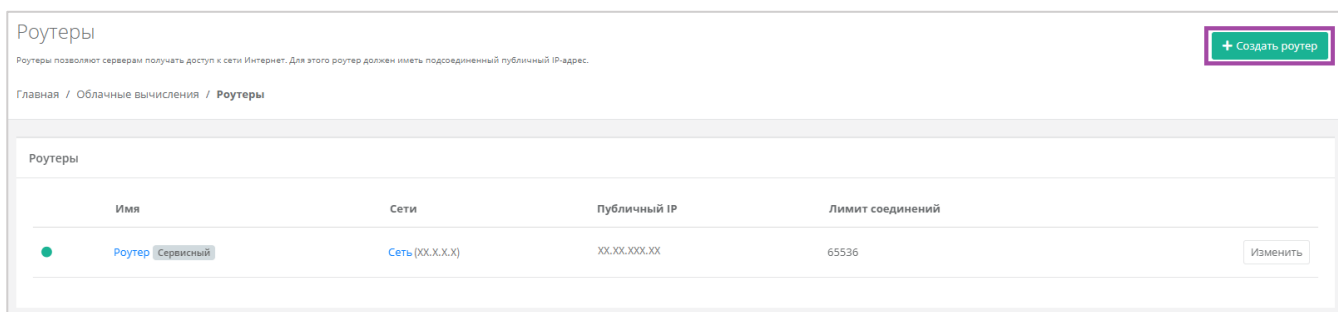 Роутеры
+ Создать роутер
Роутеры позволяют серверам получать доступ к сети Интернет. Для этого роутер должен иметь подсоединенный публичный IP-адрес.
Главная / Облачные вычисления / Роутеры
Роутеры
Имя Сети Публичный IP Лимит соединений
Роутер Сервисный Сеть (XX.X.X.X) XX.XX.XXX.XX 65536 Изменить